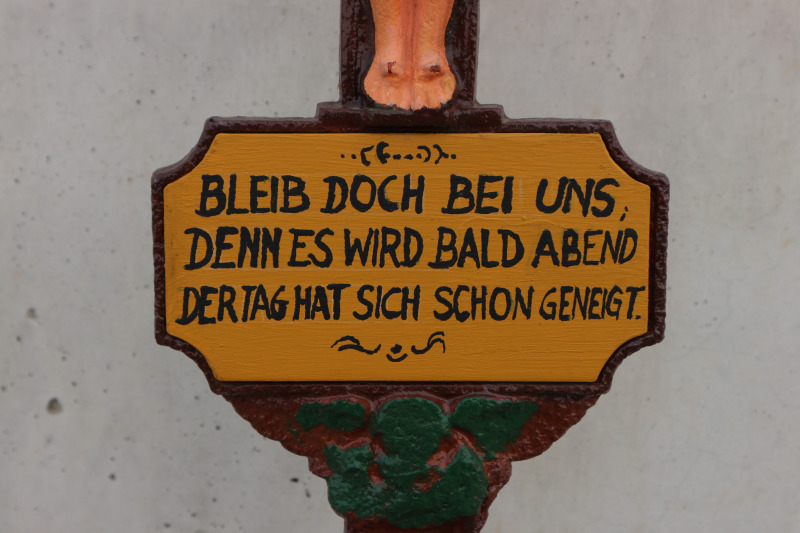 BLEIB DOCH BEI UNS;
DENN ES WIRD BALD ABEND
DER TAG HAT SICH SCHON GENEIGT.